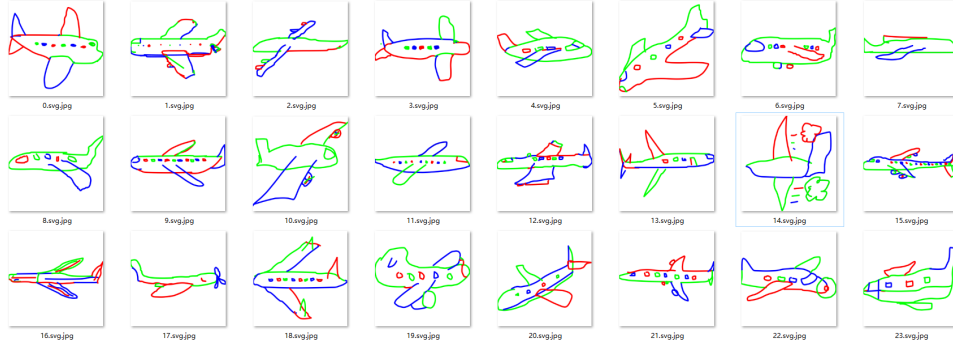 0.svg.jpg 1.svg.jpg 2.svg.jpg 3.svg.jpg 4.svg.jpg 5.svg.jpg 6.svg.jpg 7.svg.jpg
8.svg.jpg 9.svg.jpg 10.svg.jpg 11.svg.jpg 12.svg.jpg 13.svg.jpg 14.svg.jpg 15.svg.jpg
16.svg.jpg 17.svg.jpg 18.svg.jpg 19.svg.jpg 20.svg.jpg 21.svg.jpg 22.svg.jpg 23.svg.jpg